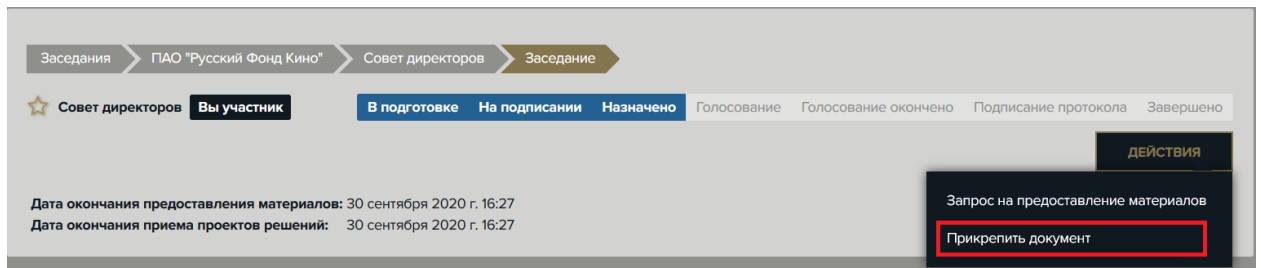 Заседания ПАО "Русский Фонд Кино" Совет директоров Заседание
Совет директоров Вы участник В подготовке На подписании Назначено Голосование Голосование окончено Подписание протокола Завершено
ДЕЙСТВИЯ
Запрос на предоставление материалов
Прикрепить документ
Дата окончания предоставления материалов: 30 сентября 2020 г. 16:27
Дата окончания приема проектов решений: 30 сентября 2020 г. 16:27